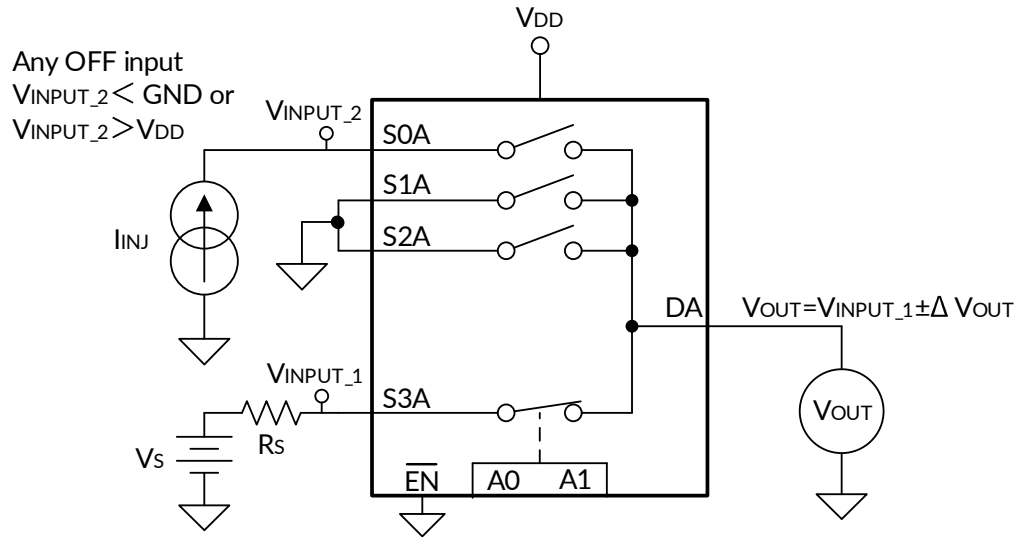 VDD
Any OFF input
VINPUT_2< GND or
VINPUT_2>VDD
VINPUT_2
S0A
S1A
S2A
IINJ
DA
VOUT=VINPUT_1±Δ VOUT
VINPUT_1
S3A
VOUT
RS
VS
EN
A0
A1